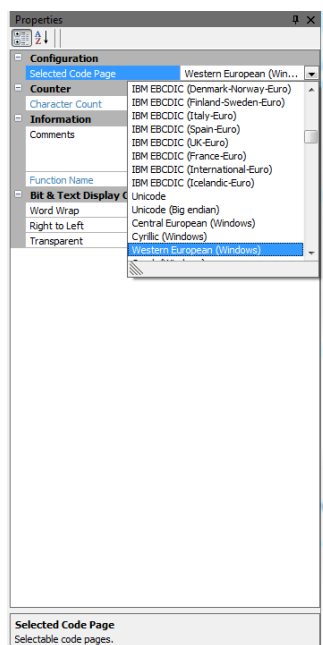 Properties
Configuration
Selected Code Page Western European (Win...
Counter
Character Count
Information
Comments
Function Name
Bit & Text Display
Word Wrap
Right to Left
Transparent
IBM EBCDIC (Denmark-Norway-Euro)
IBM EBCDIC (Finland-Sweden-Euro)
IBM EBCDIC (Italy-Euro)
IBM EBCDIC (Spain-Euro)
IBM EBCDIC (UK-Euro)
IBM EBCDIC (France-Euro)
IBM EBCDIC (International-Euro)
IBM EBCDIC (Icelandic-Euro)
Unicode
Unicode (Big endian)
Central European (Windows)
Cyrillic (Windows)
Western European (Windows)
Selected Code Page
Selectable code pages.